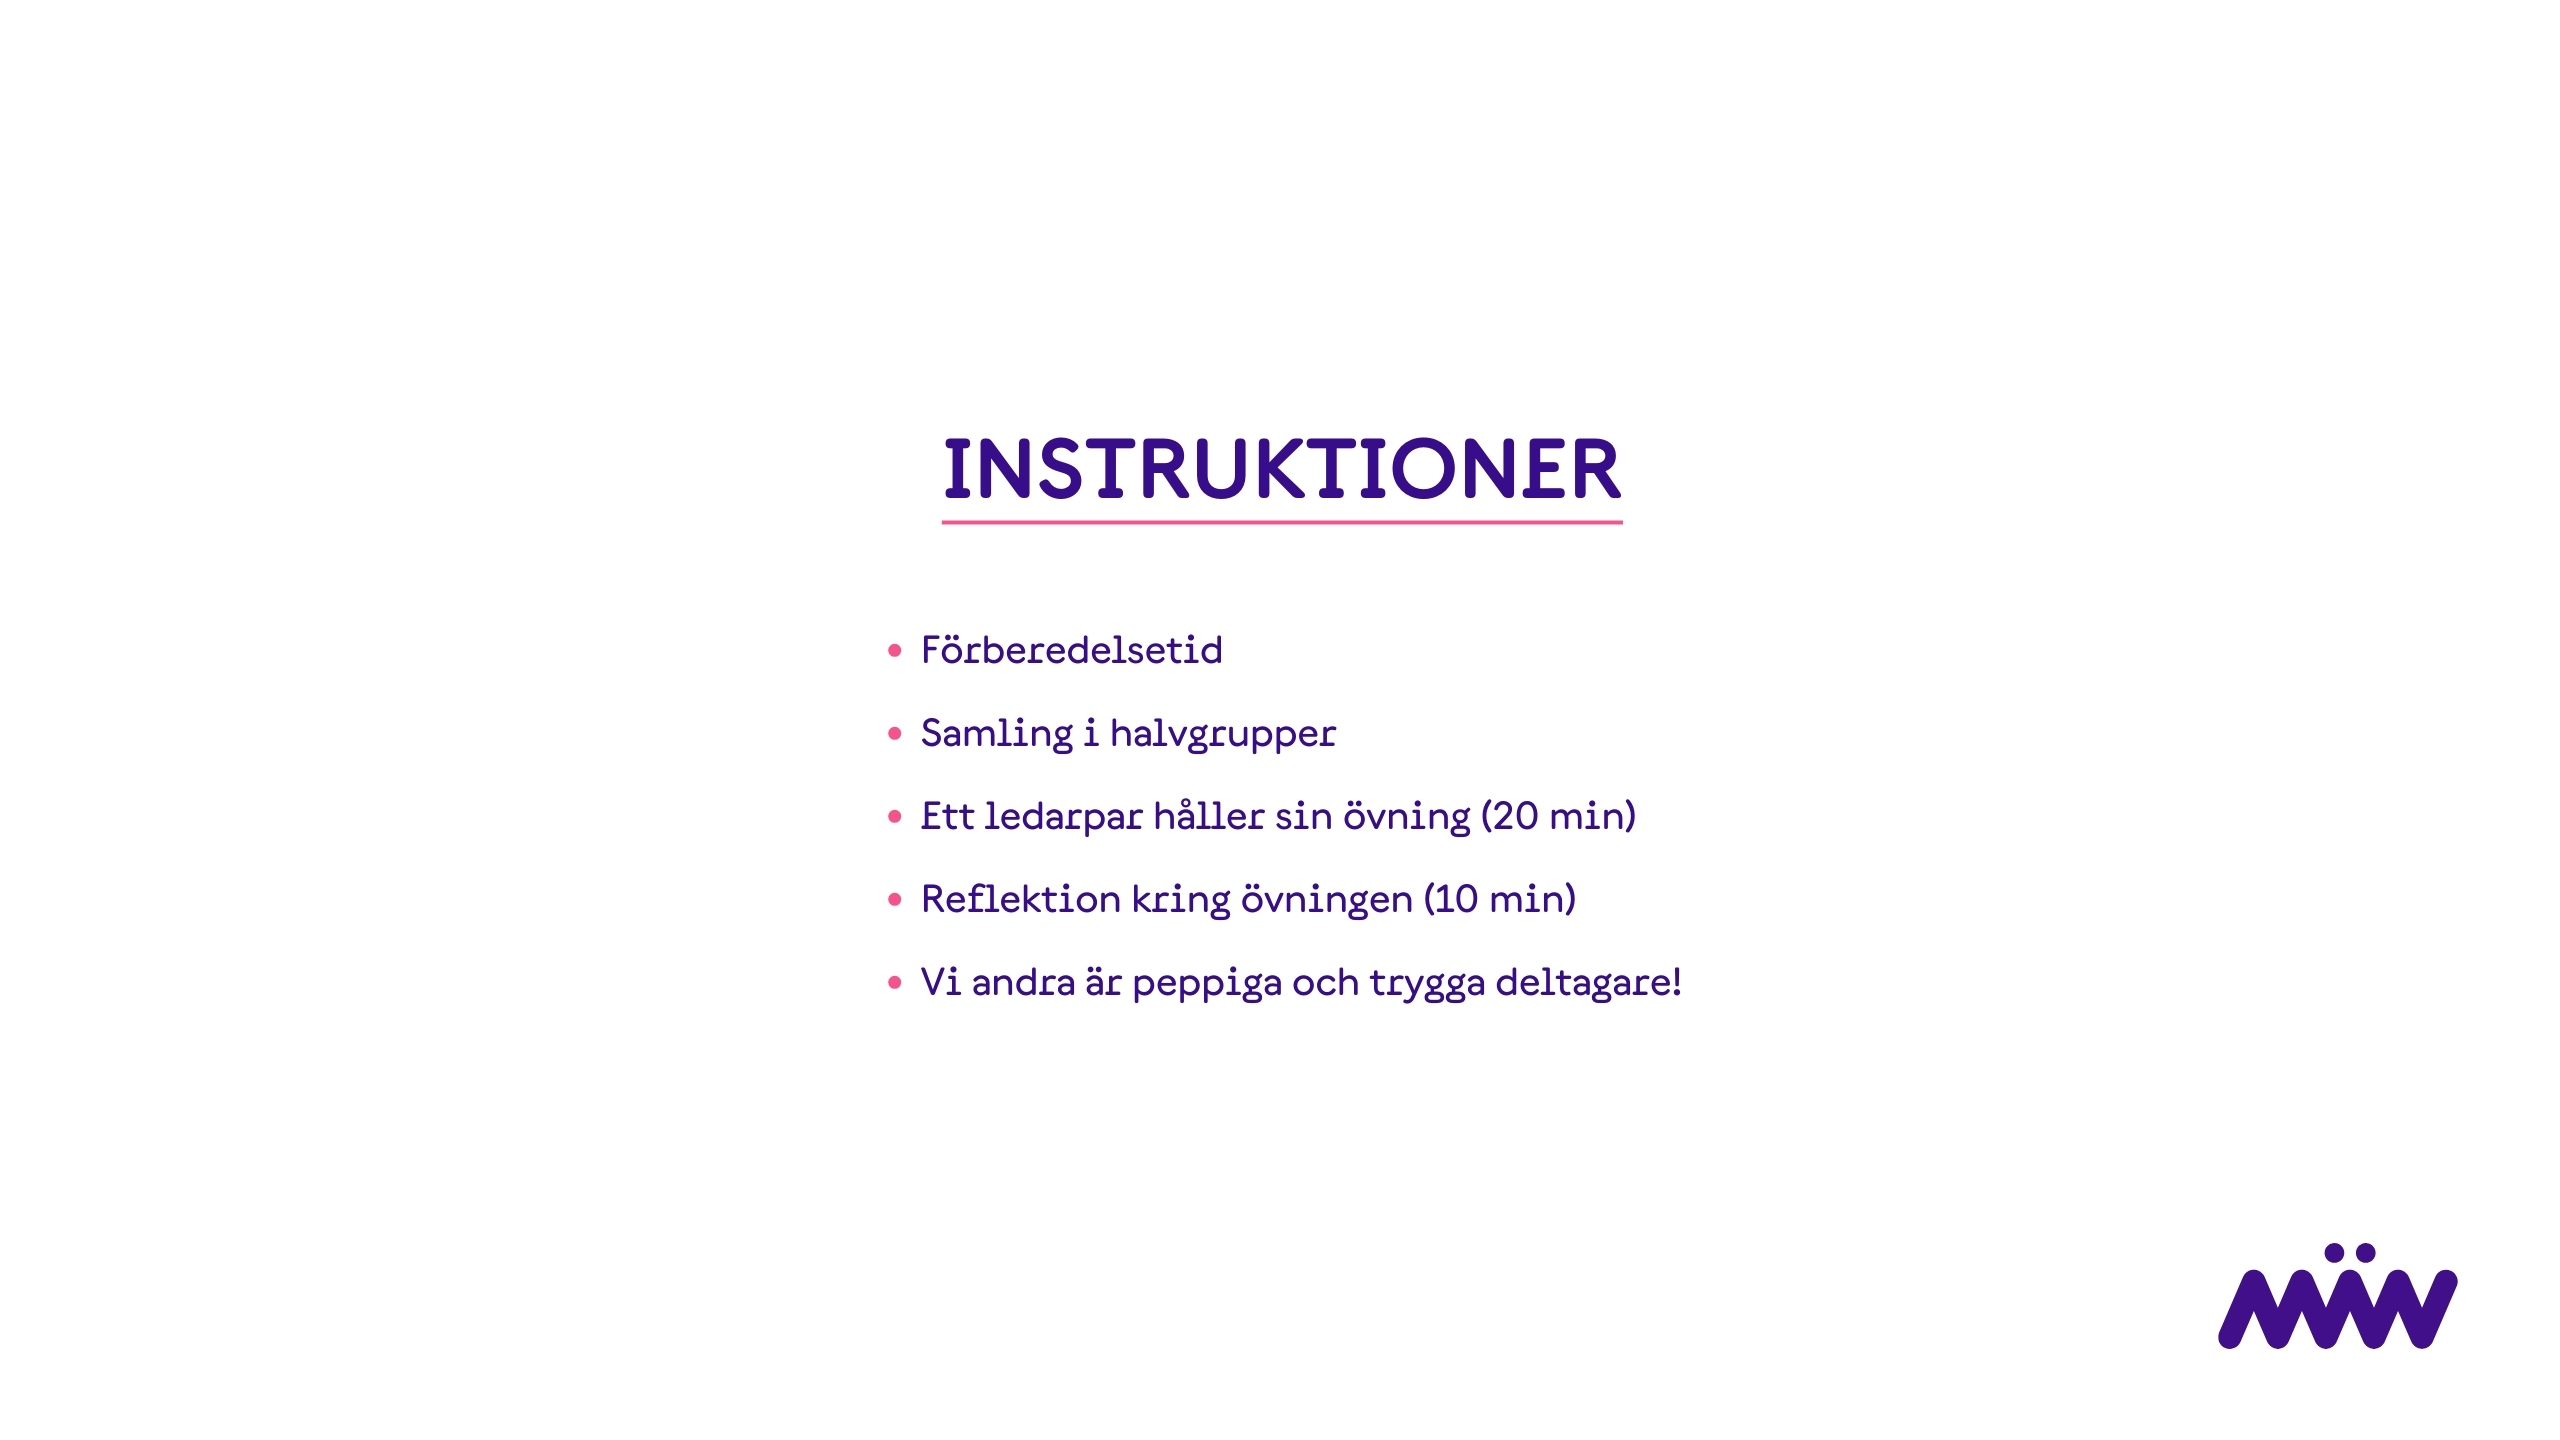 INSTRUKTIONER
Förberedelsetid
Samling i halvgrupper
Ett ledarpar håller sin övning (20 min)
Reflektion kring övningen (10 min)
Vi andra är peppiga och trygga deltagare!